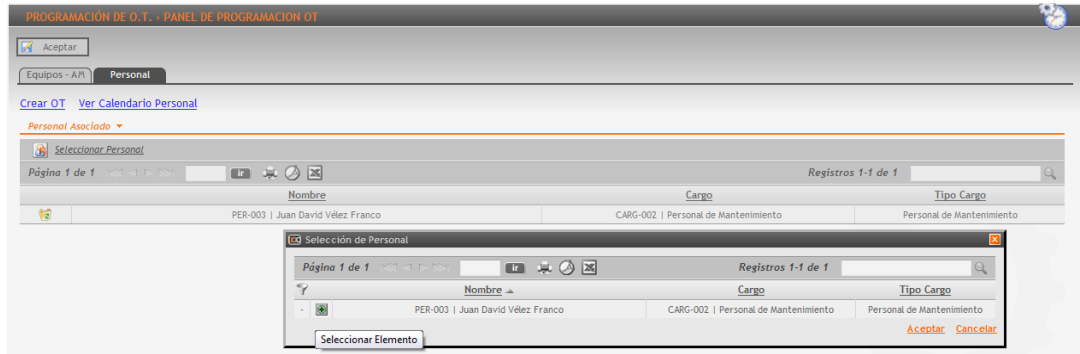 PROGRAMACIÓN DE O.T. › PANEL DE PROGRAMACION OT
Aceptar
Equipos - AM Personal
Crear OT Ver Calendario Personal
Personal Asociado
Seleccionar Personal
Página 1 de 1 ir Registros 1-1 de 1
Nombre Cargo Tipo Cargo
PER-003 | Juan David Vélez Franco CARG-002 | Personal de Mantenimiento Personal de Mantenimiento
Selección de Personal
Página 1 de 1 ir Registros 1-1 de 1
Nombre Cargo Tipo Cargo
PER-003 | Juan David Vélez Franco CARG-002 | Personal de Mantenimiento Personal de Mantenimiento
Aceptar Cancelar
Seleccionar Elemento